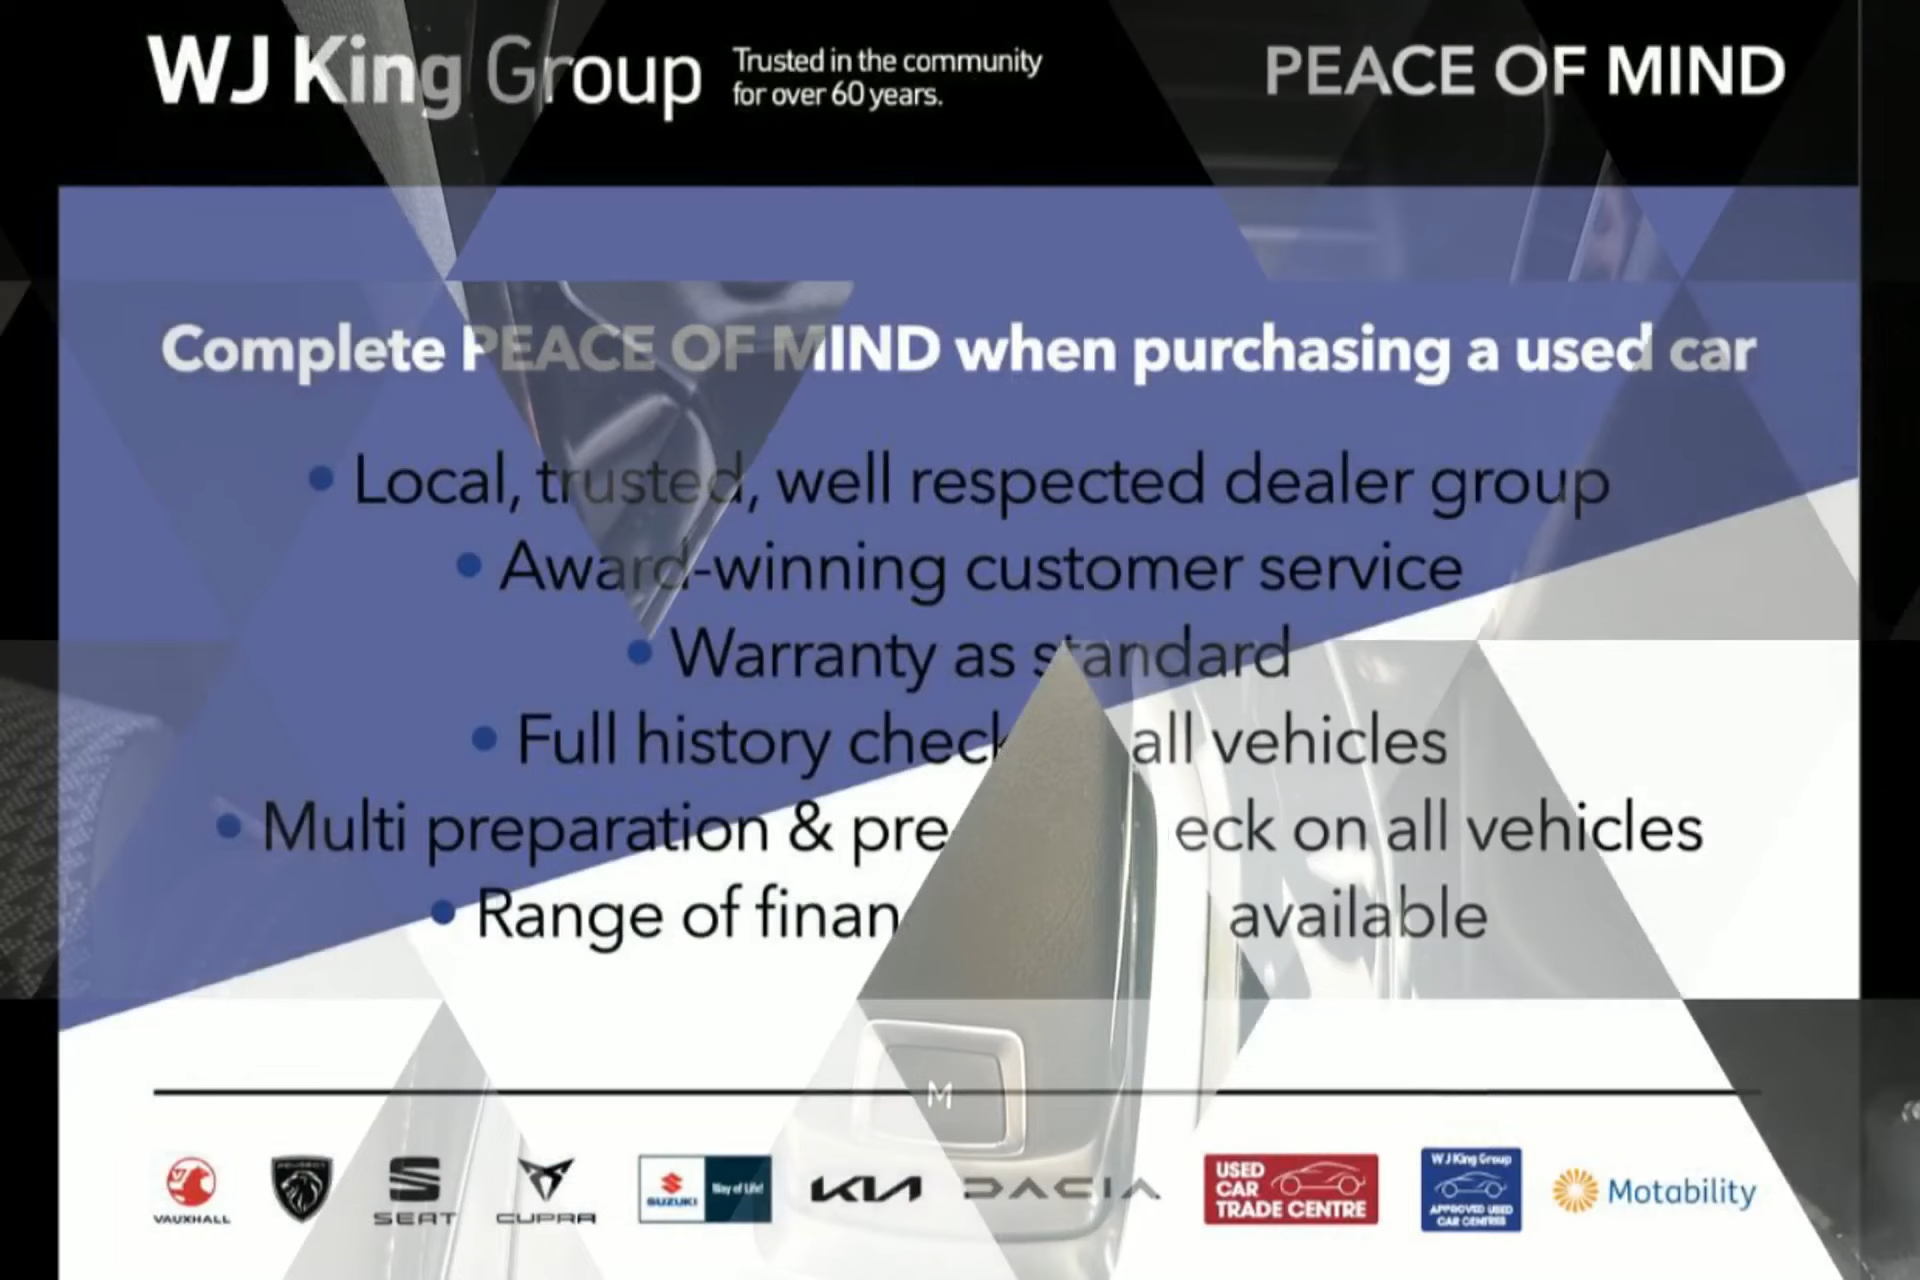 WJ King Group
Trusted in the community
for over 60 years.
PEACE OF MIND
Complete PEACE OF MIND when purchasing a used car
• Local, trusted, well respected dealer group
• Award-winning customer service
• Warranty as standard
• Full history check all vehicles
• Multi preparation & pre eck on all vehicles
• Range of finan available
M
VAUXHALL
PEUGEOT
SEAT
CUPRA
SUZUKI
Way of Life!
KIA
DACIA
USED
CAR
TRADE CENTRE
W J King Group
APPROVED USED
CAR CENTRES
Motability